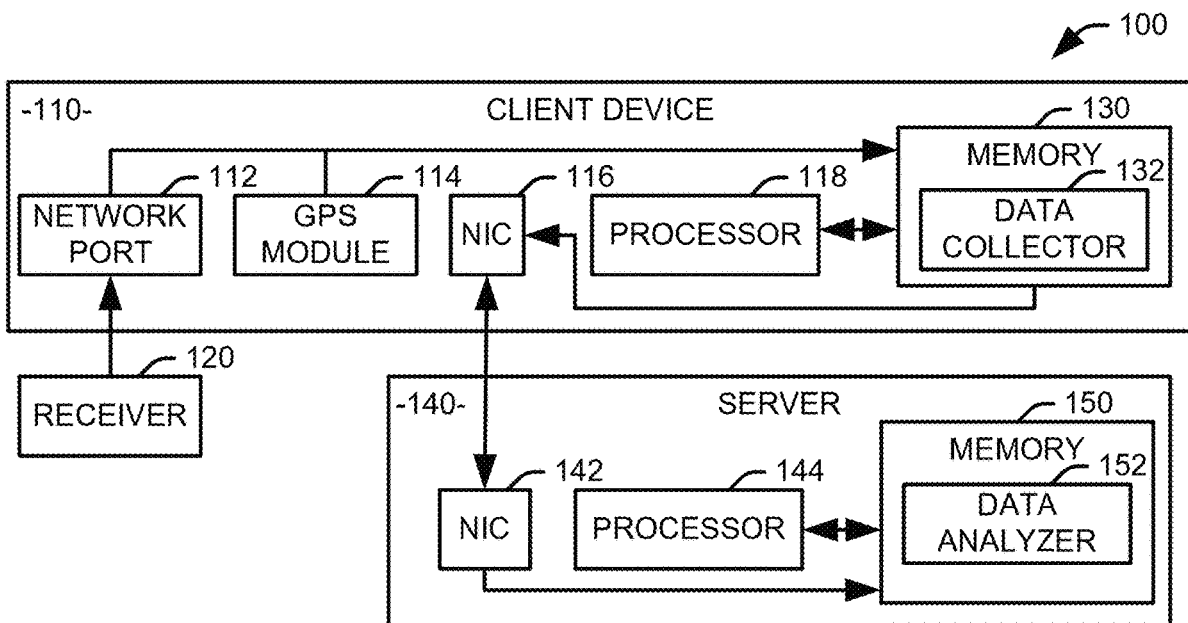 100
-110-
CLIENT DEVICE
130
MEMORY
112
114
116
118
132
NETWORK
PORT
GPS
MODULE
NIC
PROCESSOR
DATA
COLLECTOR
120
RECEIVER
-140-
SERVER
150
MEMORY
142
144
152
NIC
PROCESSOR
DATA
ANALYZER